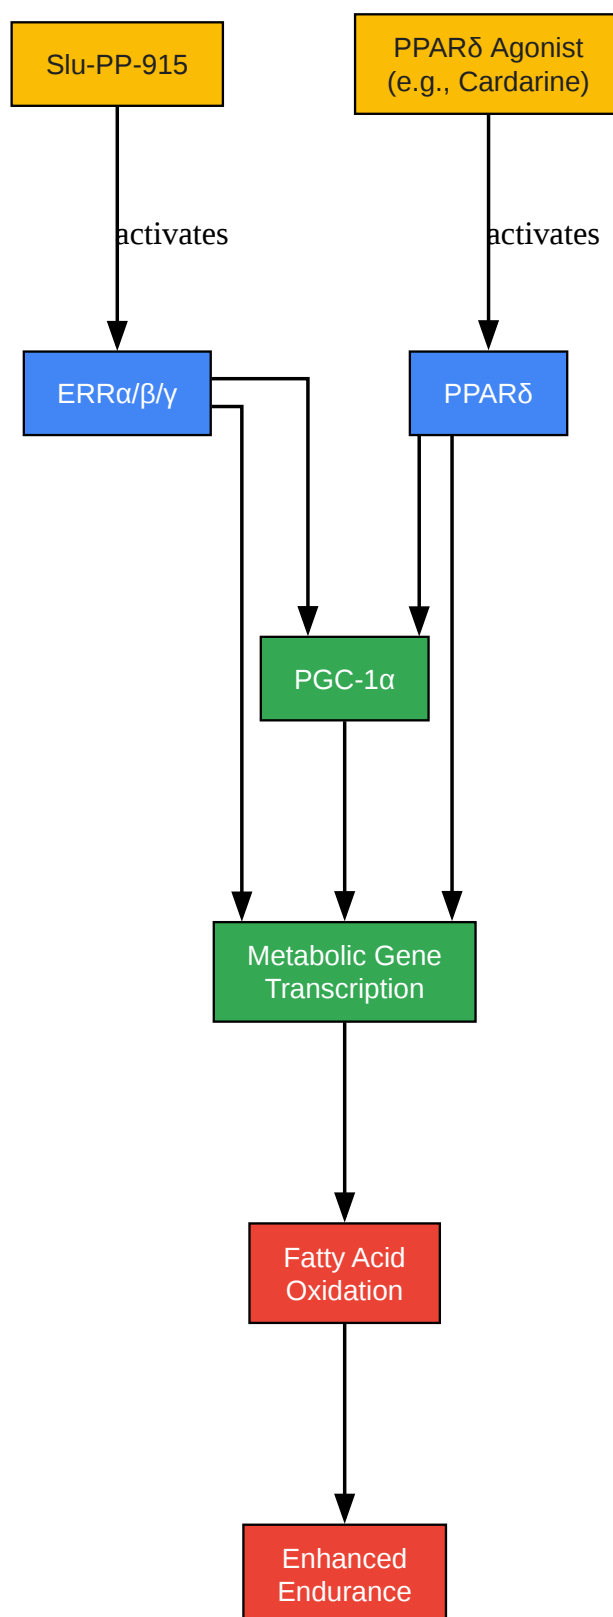 Slu-PP-915
PPARδ Agonist
(e.g., Cardarine)
activates
activates
ERRα/β/γ
PPARδ
PGC-1α
Metabolic Gene
Transcription
Fatty Acid
Oxidation
Enhanced
Endurance